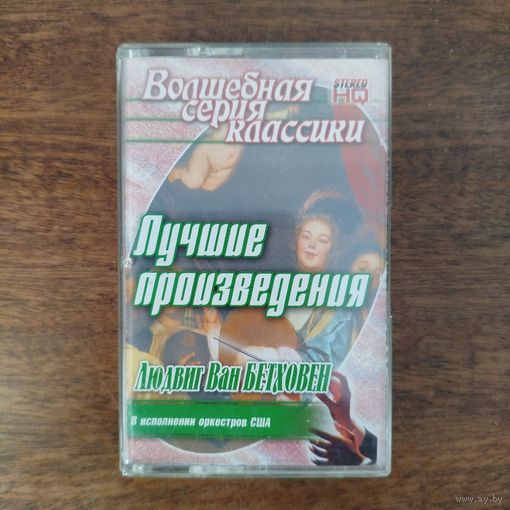 Волшебная
серия
классики
STEREO
HQ
Лучшие
произведения
Людвиг Ван БЕТХОВЕН
В исполнении оркестров США
www.ay.by